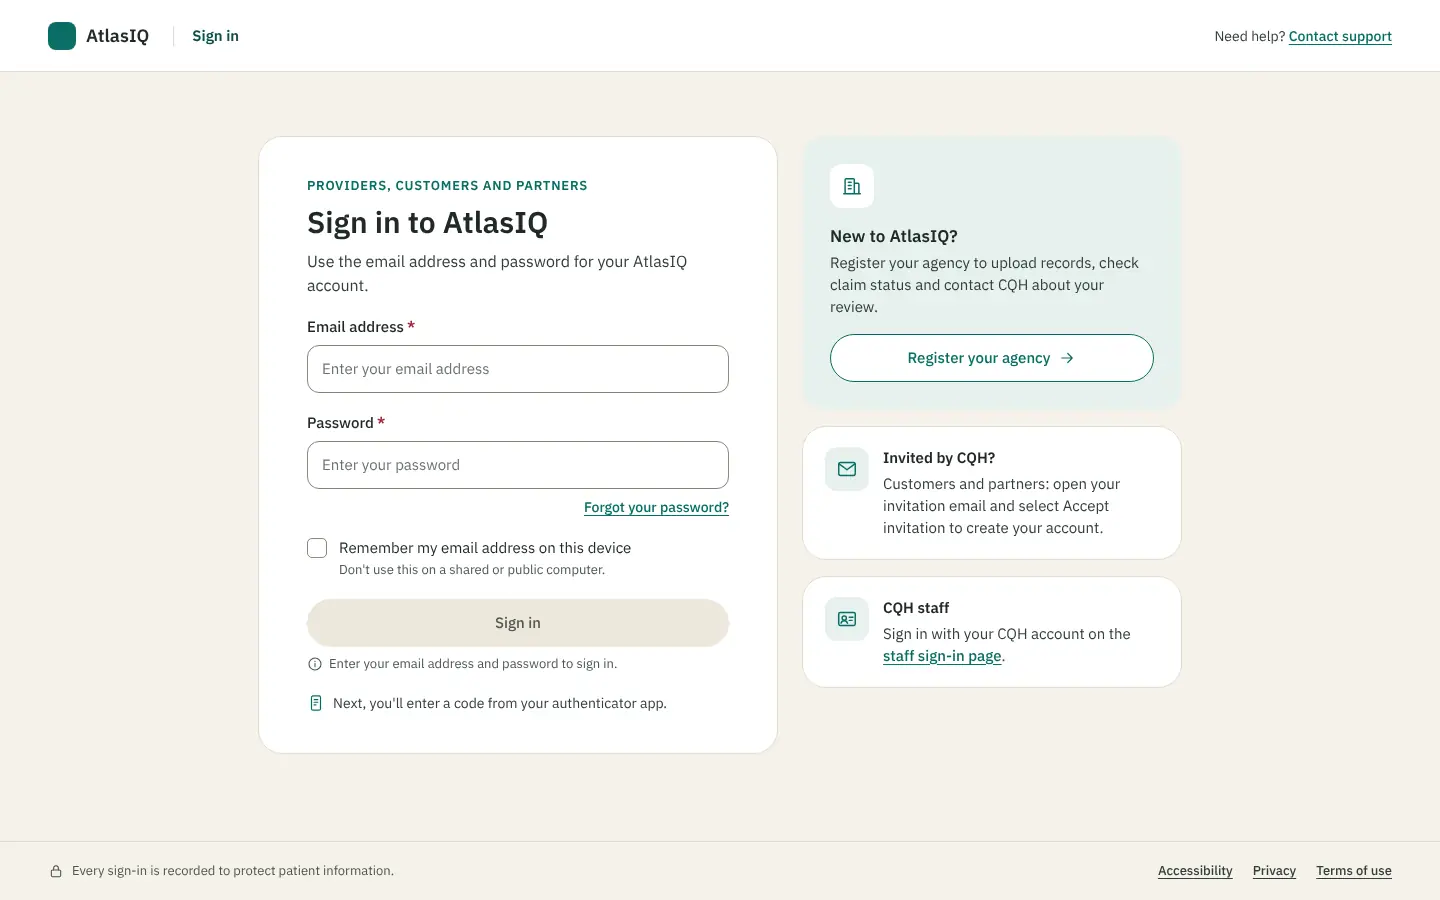 AtlasIQ
Sign in
Need help? Contact support
PROVIDERS, CUSTOMERS AND PARTNERS
Sign in to AtlasIQ
Use the email address and password for your AtlasIQ
account.
Email address *
Enter your email address
Password *
Enter your password
Forgot your password?
Remember my email address on this device
Don't use this on a shared or public computer.
Sign in
Enter your email address and password to sign in.
Next, you'll enter a code from your authenticator app.
New to AtlasIQ?
Register your agency to upload records, check
claim status and contact CQH about your
review.
Register your agency →
Invited by CQH?
Customers and partners: open your
invitation email and select Accept
invitation to create your account.
CQH staff
Sign in with your CQH account on the
staff sign-in page.
Every sign-in is recorded to protect patient information.
Accessibility
Privacy
Terms of use